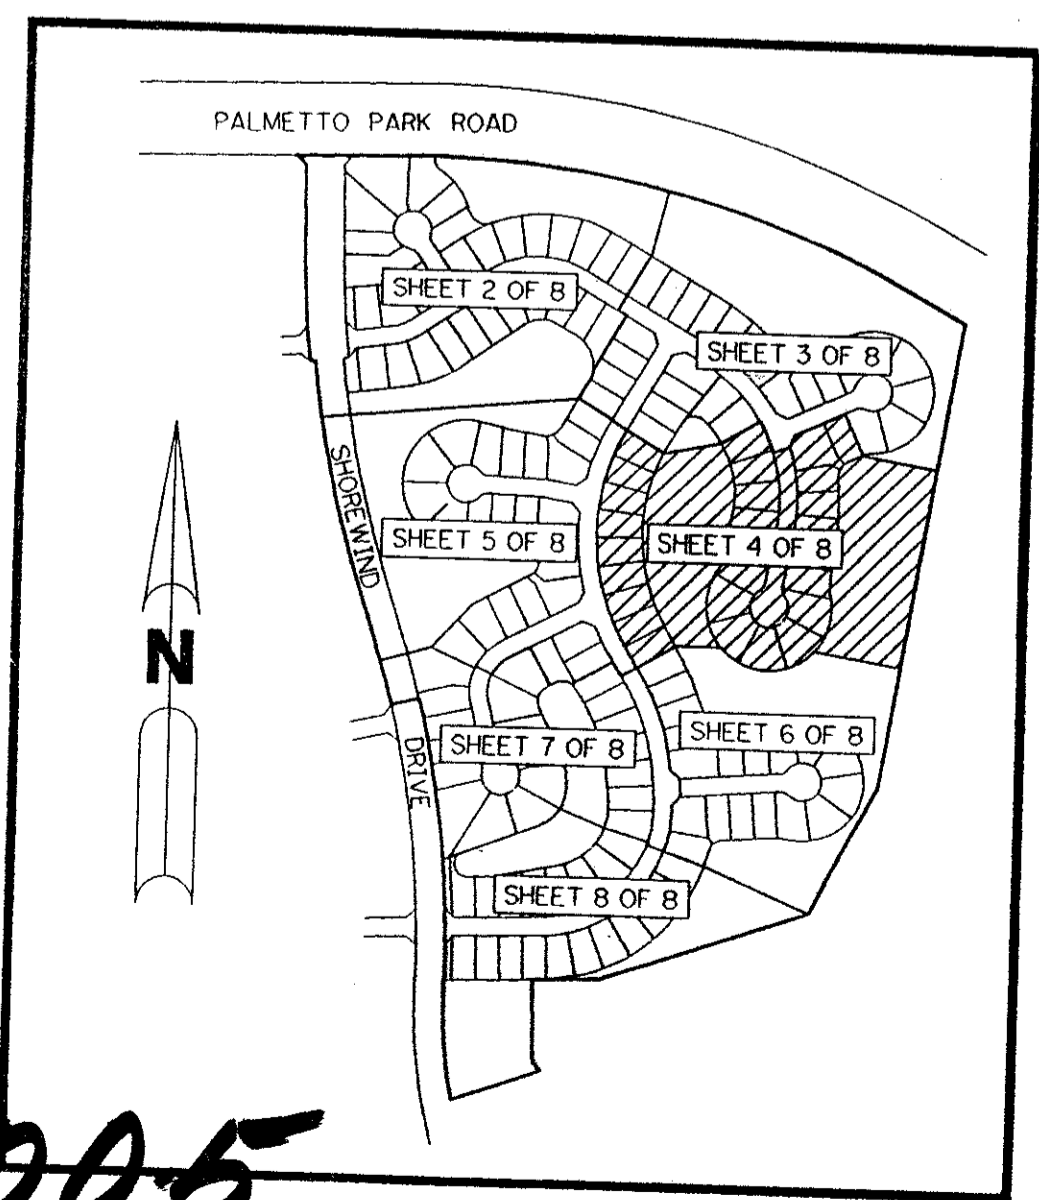 PALMETTO PARK ROAD
SHEET 2 OF 8
SHEET 3 OF 8
SHOREWIND
SHEET 5 OF 8
SHEET 4 OF 8
N
SHEET 6 OF 8
SHEET 7 OF 8
DRIVE
SHEET 8 OF 8